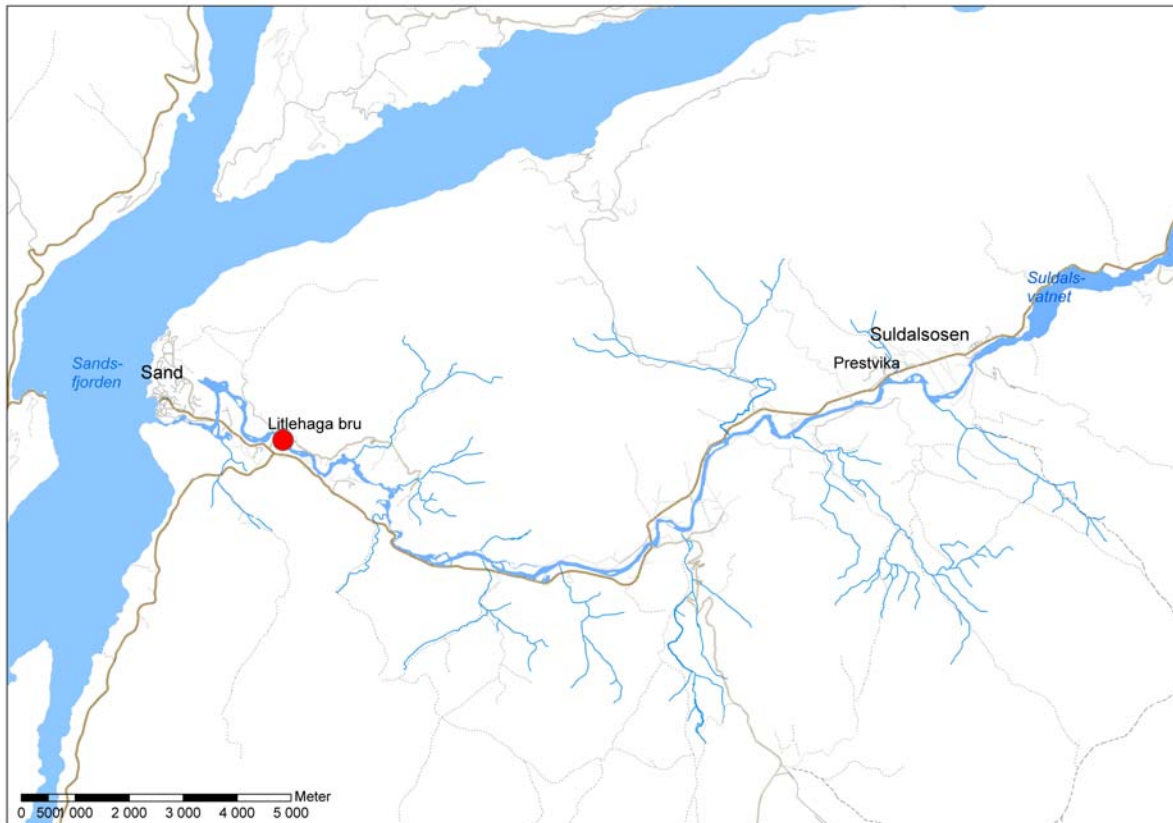 Suldals-
vatnet
Suldalsosen
Prestvika
Sands-
fjorden
Sand
Litlehaga bru
Meter
0 500 1 000 2 000 3 000 4 000 5 000